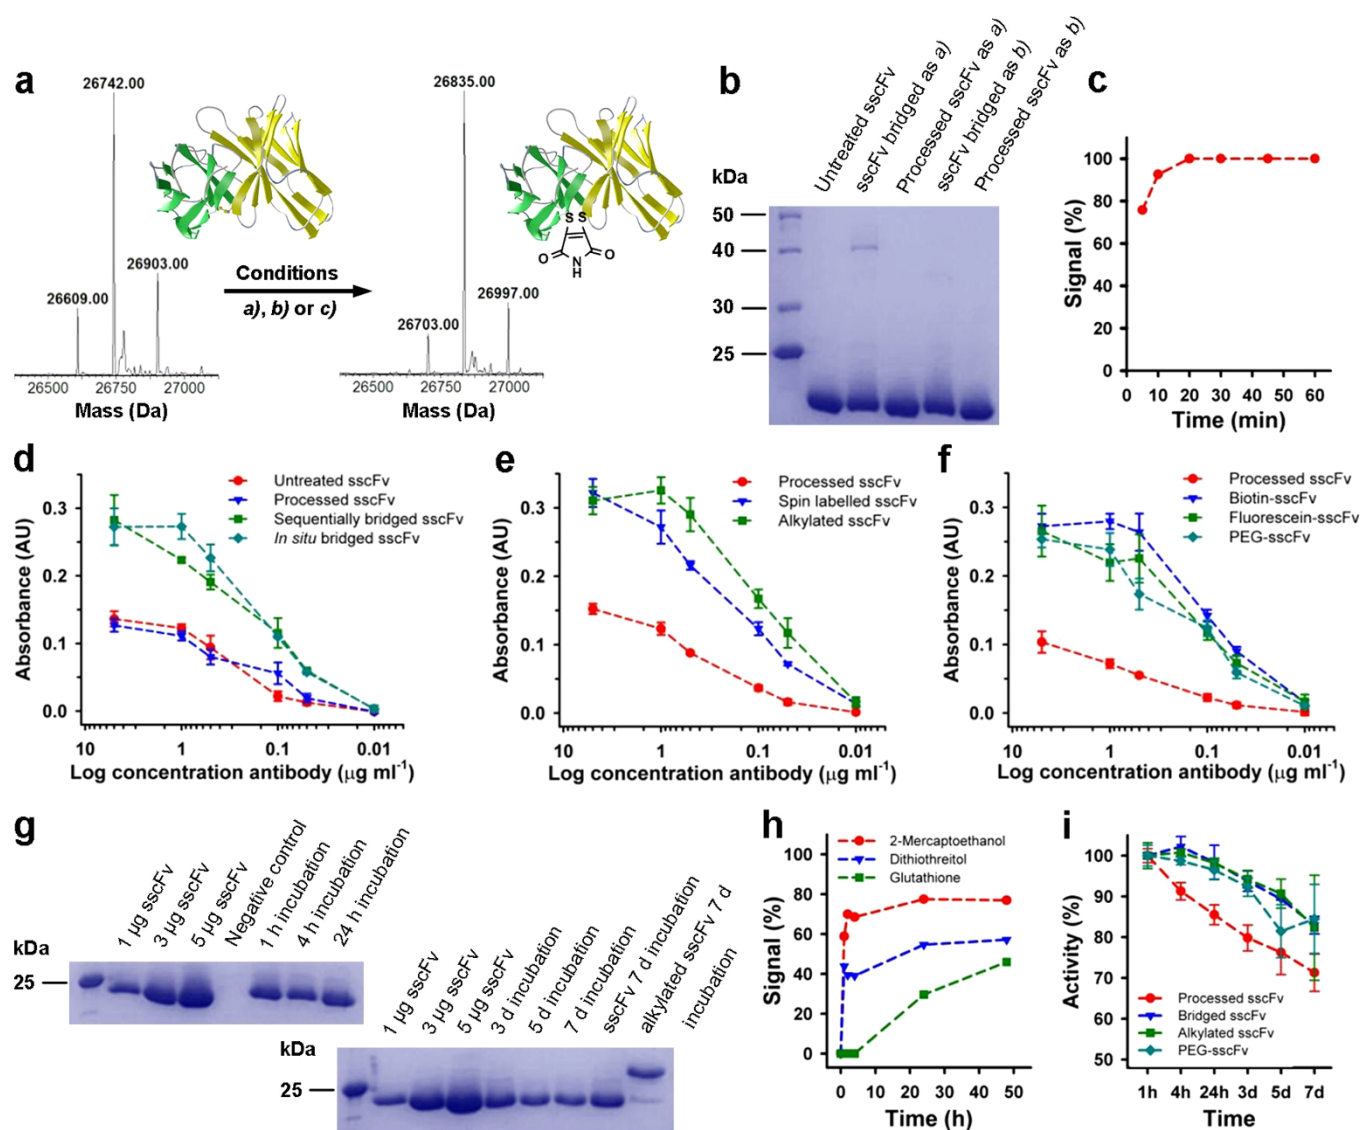 a
26742.00
26903.00
26609.00
26500 26750 27000
Mass (Da)
Conditions
a), b) or c)
26835.00
26997.00
26703.00
26500 26750 27000
Mass (Da)
S S
O O
N
H
b
Untreated sscFv
sscFv bridged as a)
Processed sscFv as a)
sscFv bridged as b)
Processed sscFv as b)
kDa
50
40
30
25
c
Signal (%)
100
80
60
40
20
0
0 10 20 30 40 50 60
Time (min)
d
Untreated sscFv
Processed sscFv
Sequentially bridged sscFv
In situ bridged sscFv
Absorbance (AU)
0.3
0.2
0.1
0.0
10 1 0.1 0.01
Log concentration antibody (μg ml-1)
e
Processed sscFv
Spin labelled sscFv
Alkylated sscFv
Absorbance (AU)
0.3
0.2
0.1
0.0
10 1 0.1 0.01
Log concentration antibody (μg ml-1)
f
Processed sscFv
Biotin-sscFv
Fluorescein-sscFv
PEG-sscFv
Absorbance (AU)
0.3
0.2
0.1
0.0
10 1 0.1 0.01
Log concentration antibody (μg ml-1)
g
1 μg sscFv
3 μg sscFv
5 μg sscFv
Negative control
1 h incubation
4 h incubation
24 h incubation
kDa
25
1 μg sscFv
3 μg sscFv
5 μg sscFv
3 d incubation
5 d incubation
7 d incubation
sscFv 7 d incubation
alkylated sscFv 7 d
incubation
kDa
25
h
2-Mercaptoethanol
Dithiothreitol
Glutathione
Signal (%)
100
80
60
40
20
0
0 10 20 30 40 50
Time (h)
i
Activity (%)
100
90
80
70
60
50
Processed sscFv
Bridged sscFv
Alkylated sscFv
PEG-sscFv
1h 4h 24h 3d 5d 7d
Time